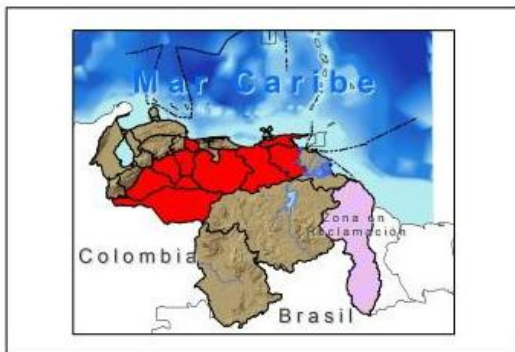 Mar Caribe
Zona en
Reclamación
Colombia
Brasil